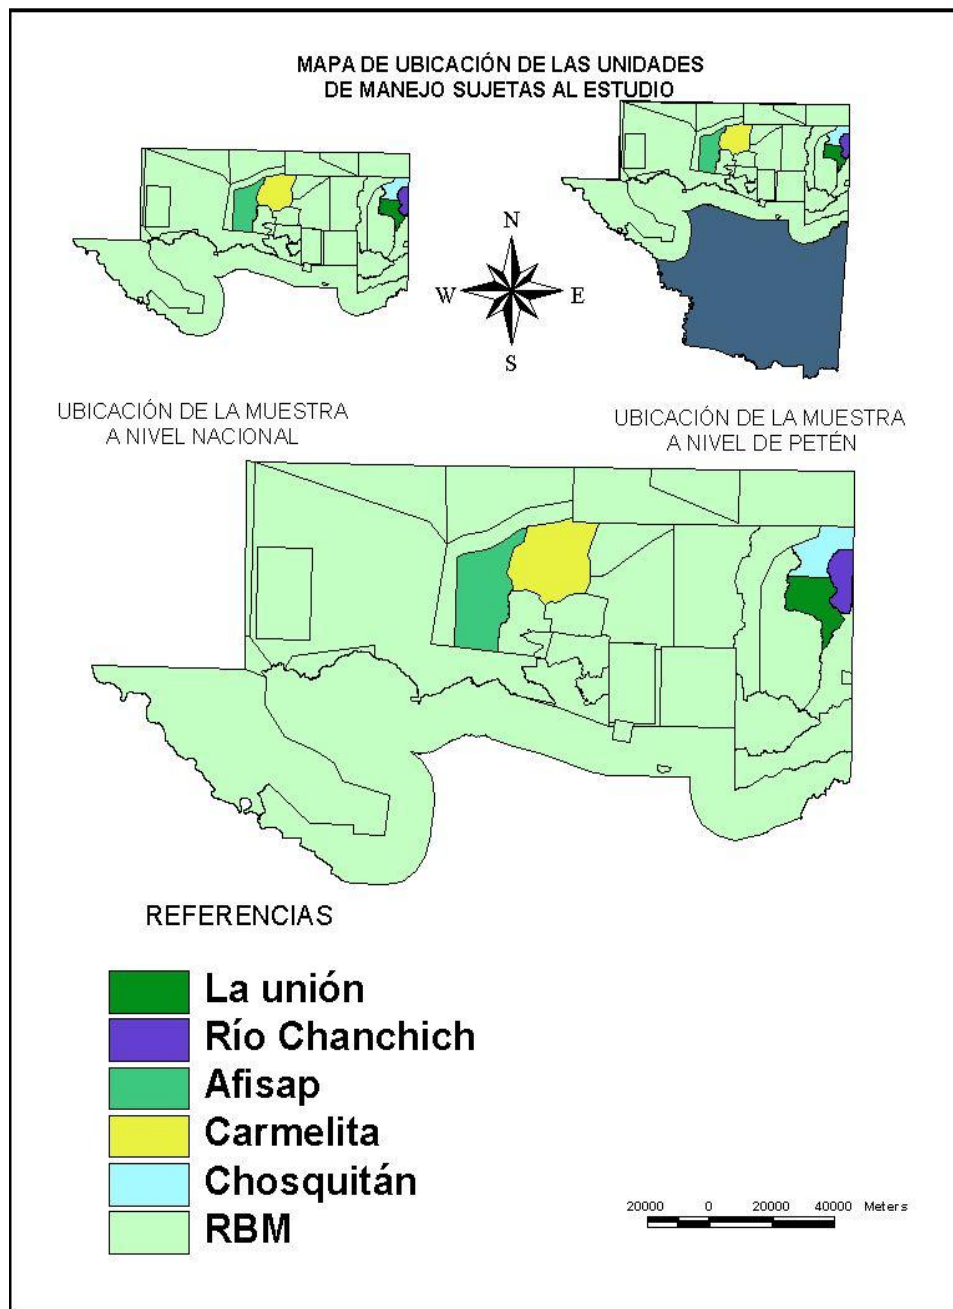 MAPA DE UBICACIÓN DE LAS UNIDADES
DE MANEJO SUJETAS AL ESTUDIO
N
W
E
S
UBICACIÓN DE LA MUESTRA
A NIVEL NACIONAL
UBICACIÓN DE LA MUESTRA
A NIVEL DE PETÉN
REFERENCIAS
La unión
Río Chanchich
Afisap
Carmelita
Chosquitán
RBM
20000 0 20000 40000 Meters